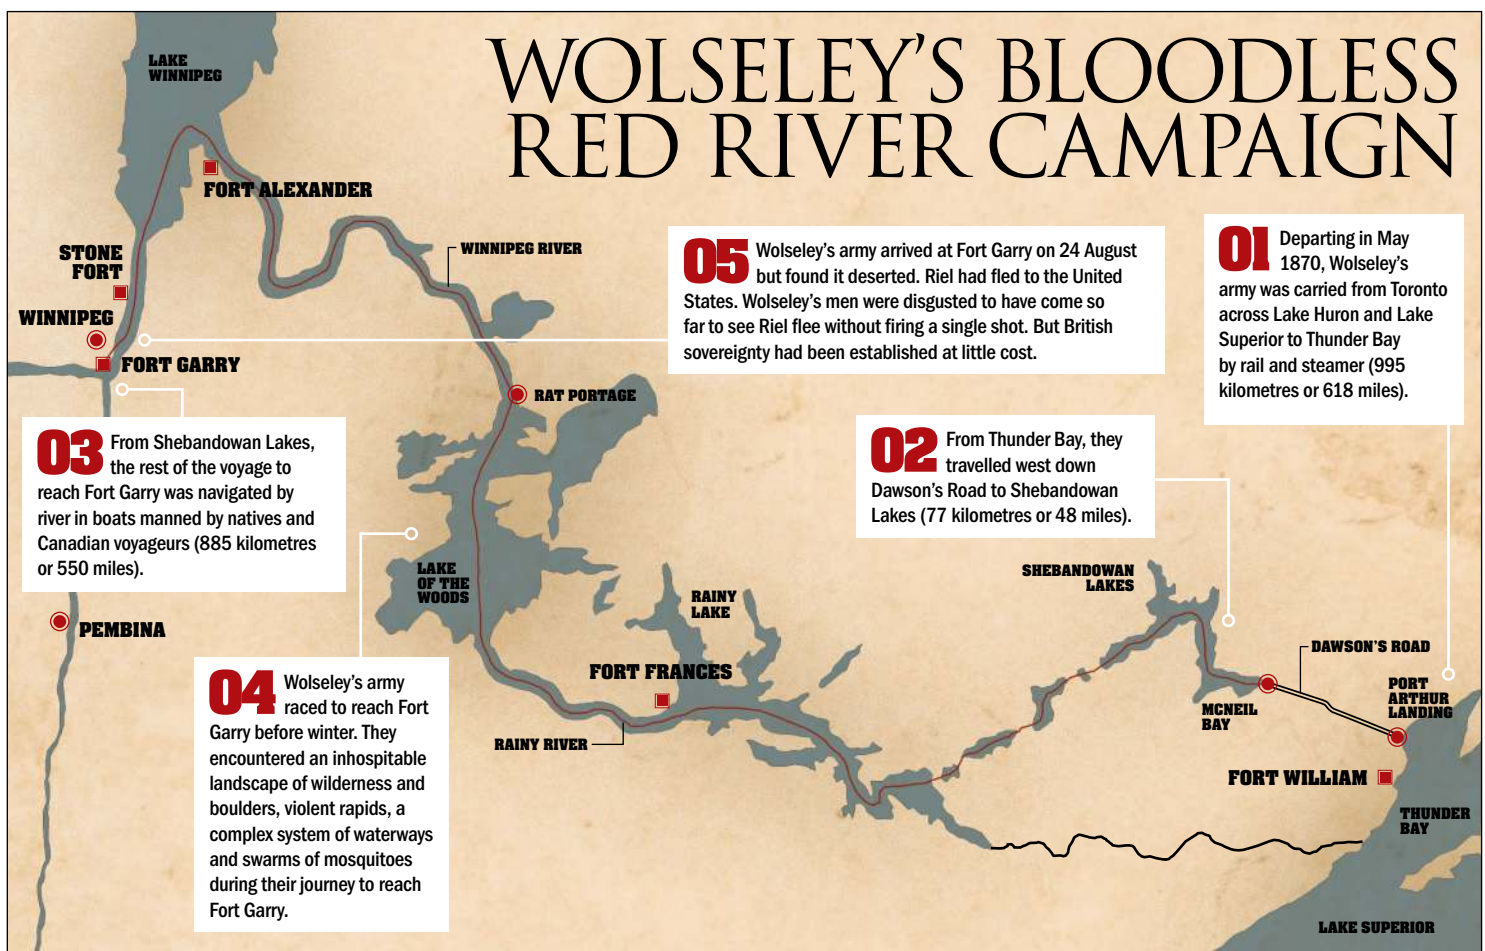 WOLSELEY'S BLOODLESS
RED RIVER CAMPAIGN
LAKE
WINNIPEG
FORT ALEXANDER
STONE
FORT
WINNIPEG
FORT GARRY
WINNIPEG RIVER
RAT PORTAGE
05 Wolseley's army arrived at Fort Garry on 24 August
but found it deserted. Riel had fled to the United
States. Wolseley's men were disgusted to have come so
far to see Riel flee without firing a single shot. But British
sovereignty had been established at little cost.
01 Departing in May
1870, Wolseley's
army was carried from Toronto
across Lake Huron and Lake
Superior to Thunder Bay
by rail and steamer (995
kilometres or 618 miles).
03 From Shebandowan Lakes,
the rest of the voyage to
reach Fort Garry was navigated by
river in boats manned by natives and
Canadian voyageurs (885 kilometres
or 550 miles).
02 From Thunder Bay, they
travelled west down
Dawson's Road to Shebandowan
Lakes (77 kilometres or 48 miles).
LAKE
OF THE
WOODS
RAINY
LAKE
SHEBANDOWAN
LAKES
PEMBINA
04 Wolseley's army
raced to reach Fort
Garry before winter. They
encountered an inhospitable
landscape of wilderness and
boulders, violent rapids, a
complex system of waterways
and swarms of mosquitoes
during their journey to reach
Fort Garry.
FORT FRANCES
RAINY RIVER
DAWSON'S ROAD
MCNEIL
BAY
PORT
ARTHUR
LANDING
FORT WILLIAM
THUNDER
BAY
LAKE SUPERIOR